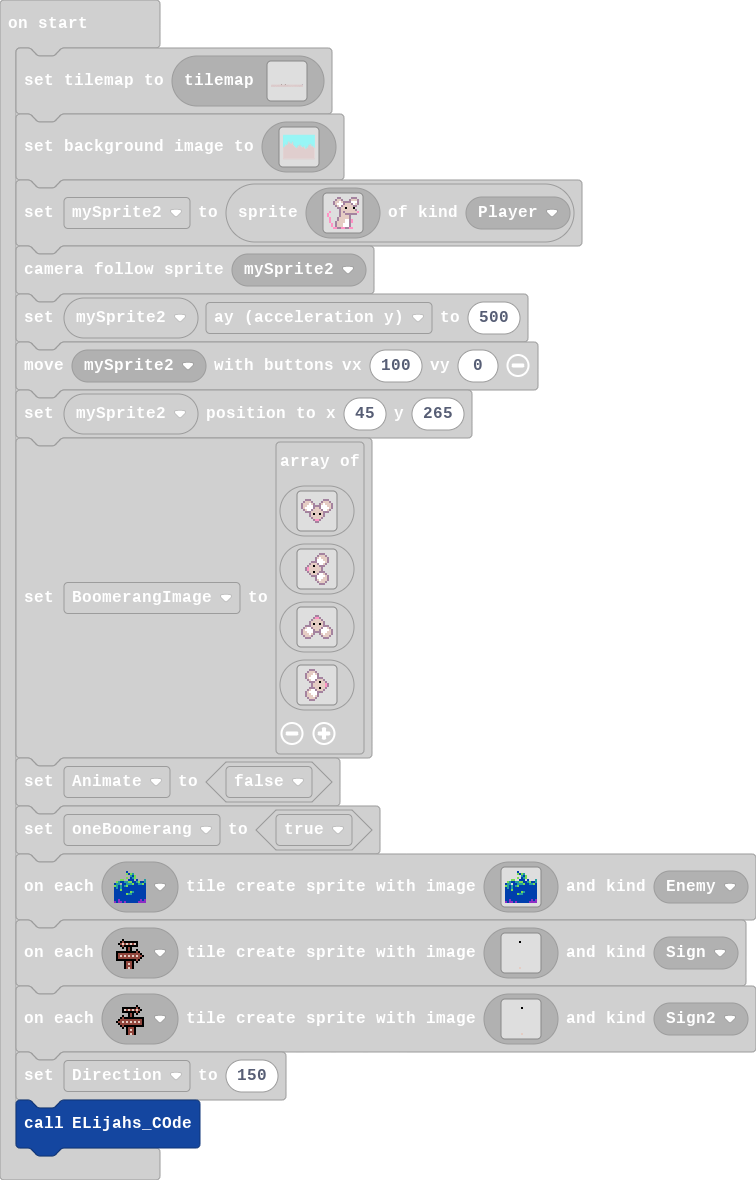 on start
set tilemap to tilemap
set background image to
set mySprite2 to sprite of kind Player
camera follow sprite mySprite2
set mySprite2 ay (acceleration y) to 500
move mySprite2 with buttons vx 100 vy 0
set mySprite2 position to x 45 y 265
array of
set BoomerangImage to
set Animate to false
set oneBoomerang to true
on each tile create sprite with image and kind Enemy
on each tile create sprite with image and kind Sign
on each tile create sprite with image and kind Sign2
set Direction to 150
call ELijahs_COde